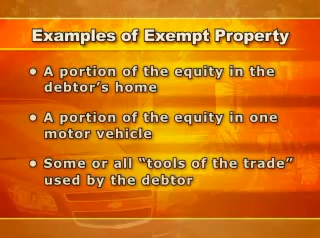 Examples of Exempt Property
• A portion of the equity in the
debtor's home
• A portion of the equity in one
motor vehicle
• Some or all "tools of the trade"
used by the debtor